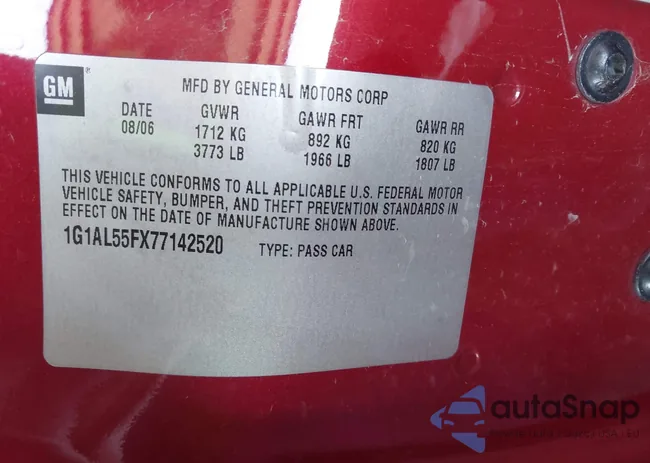 GM
MFD BY GENERAL MOTORS CORP
DATE GVWR GAWR FRT GAWR RR
08/06 1712 KG 892 KG 820 KG
3773 LB 1966 LB 1807 LB
THIS VEHICLE CONFORMS TO ALL APPLICABLE U.S. FEDERAL MOTOR
VEHICLE SAFETY, BUMPER, AND THEFT PREVENTION STANDARDS IN
EFFECT ON THE DATE OF MANUFACTURE SHOWN ABOVE.
1G1AL55FX77142520 TYPE: PASS CAR
autaSnap